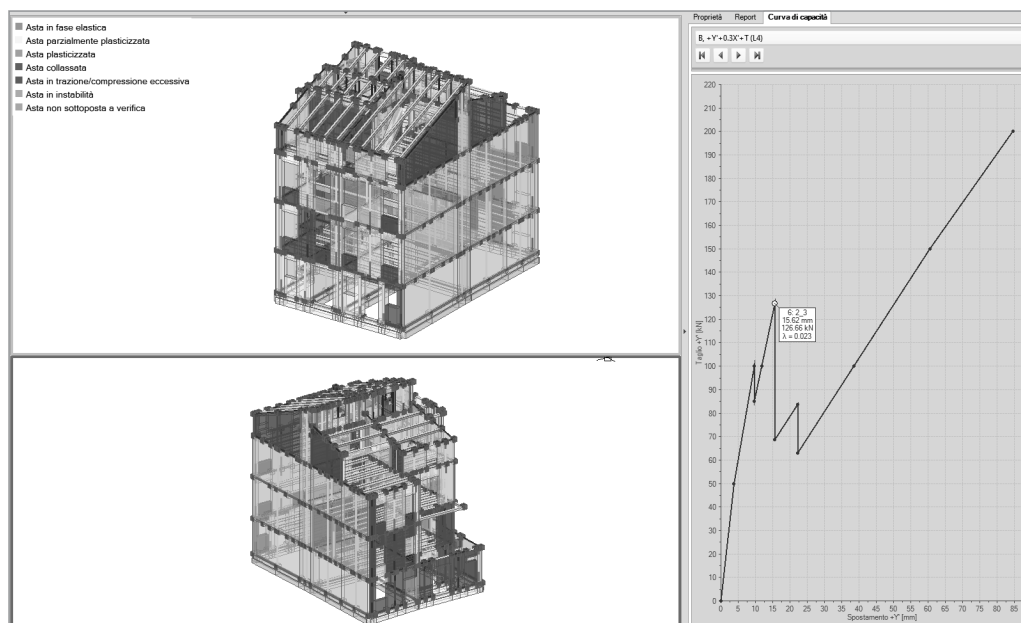 Asta in fase elastica
Asta parzialmente plasticizzata
Asta plasticizzata
Asta collassata
Asta in trazione/compressione eccessiva
Asta in instabilità
Asta non sottoposta a verifica
Proprietà Report Curva di capacità
B, +Y'+0.3X'+T (L4)
220
210
200
190
180
170
160
150
140
130
120
110
100
90
80
70
60
50
40
30
20
10
0
Taglio +Y' [kN]
6: 2_3
15.62 mm
126.66 kN
λ = 0.023
0 5 10 15 20 25 30 35 40 45 50 55 60 65 70 75 80 85
Spostamento +Y' [mm]